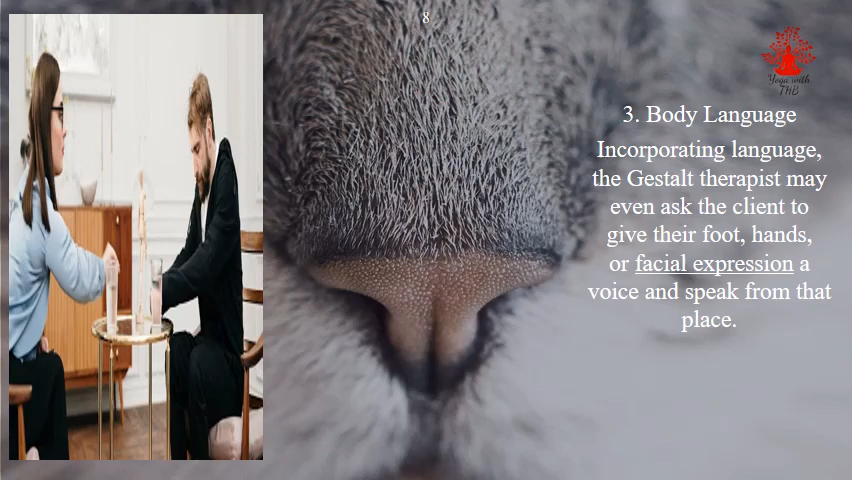 8
Yoga with
THB
3. Body Language
Incorporating language,
the Gestalt therapist may
even ask the client to
give their foot, hands,
or facial expression a
voice and speak from that
place.